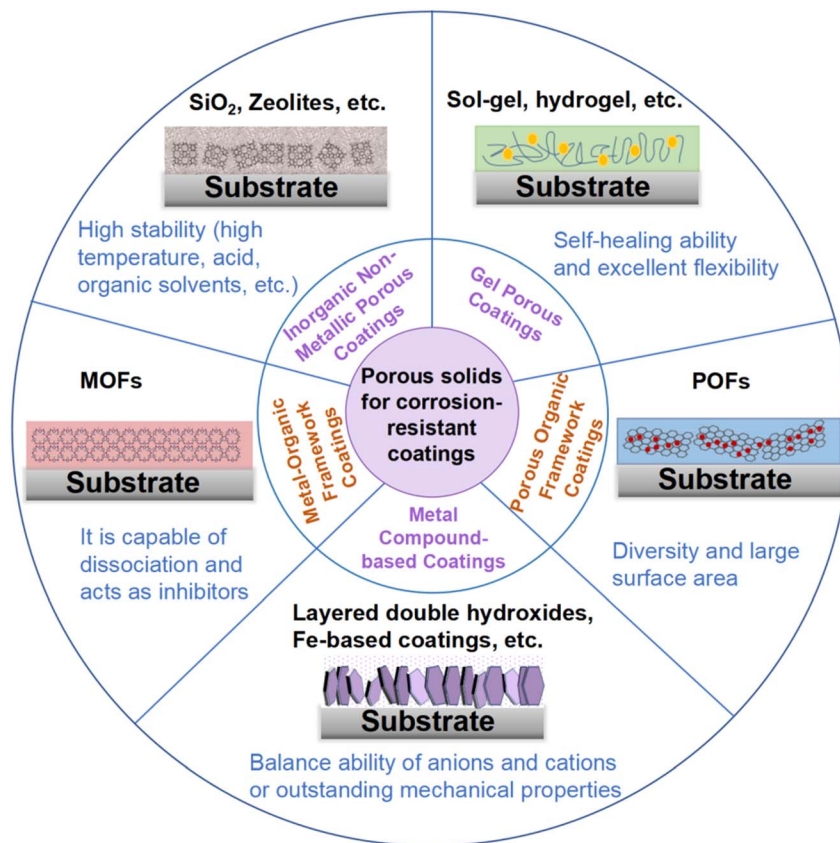 SiO₂, Zeolites, etc.
Substrate
High stability (high
temperature, acid,
organic solvents, etc.)
Sol-gel, hydrogel, etc.
Substrate
Self-healing ability
and excellent flexibility
Inorganic Non-
Metallic Porous
Coatings
Gel Porous
Coatings
MOFs
Substrate
It is capable of
dissociation and
acts as inhibitors
Metal-Organic
Framework
Coatings
Porous solids
for corrosion-
resistant
coatings
Porous Organic
Framework
Coatings
POFs
Substrate
Diversity and large
surface area
Metal
Compound-
based Coatings
Layered double hydroxides,
Fe-based coatings, etc.
Substrate
Balance ability of anions and cations
or outstanding mechanical properties